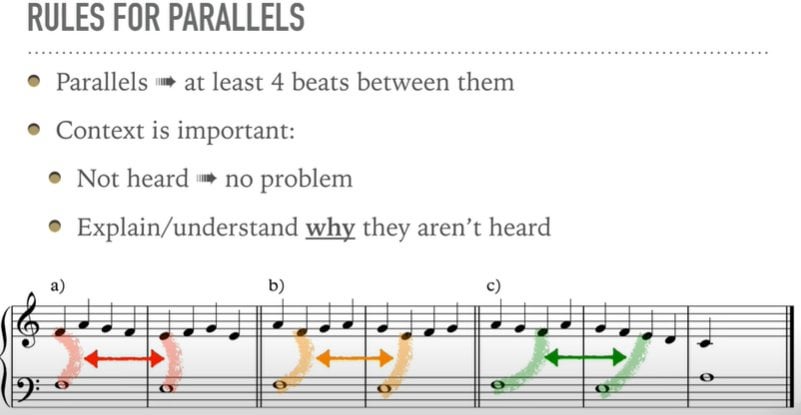 RULES FOR PARALLELS
Parallels ➠ at least 4 beats between them
Context is important:
Not heard ➠ no problem
Explain/understand why they aren't heard
a)
b)
c)